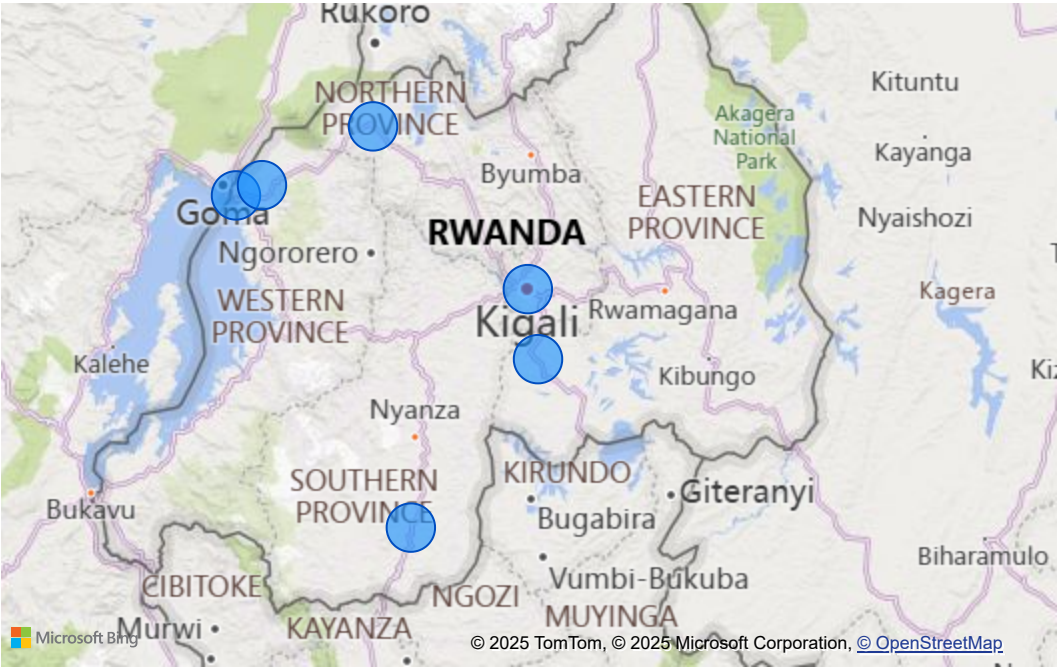 Rukoro
NORTHERN
PROVINCE
Kituntu
Akagera
National
Park
Kayanga
Byumba
EASTERN
PROVINCE
Goma
Nyaishozi
RWANDA
Ngororero
Kagera
WESTERN
PROVINCE
Rwamagana
Kigali
Kalehe
Kibungo
Nyanza
SOUTHERN
PROVINCE
KIRUNDO
Giteranyi
Bukavu
Bugabira
Biharamulo
Vumbi-Bukuba
CIBITOKE
NGOZI
MUYINGA
KAYANZA
Murwi
Microsoft Bing
© 2025 TomTom, © 2025 Microsoft Corporation, © OpenStreetMap